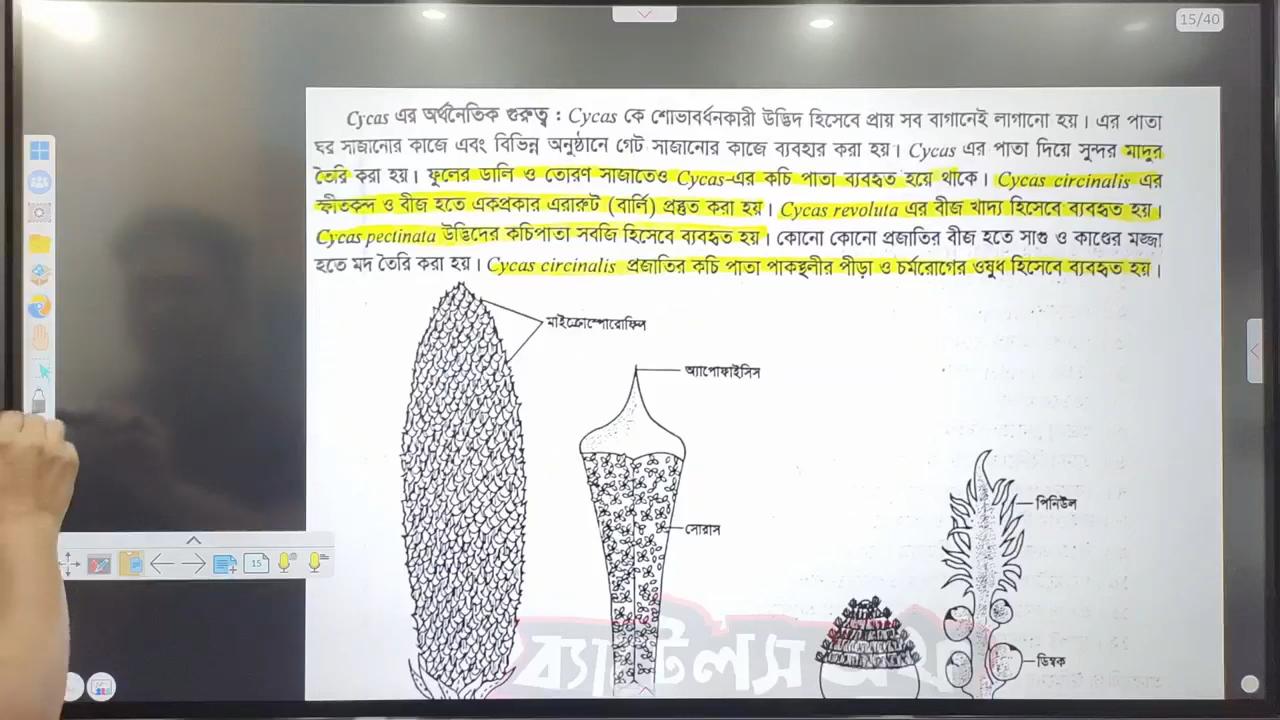 15/40
Cycas এর অর্থনৈতিক গুরুত্ব : Cycas কে শোভাবর্ধনকারী উদ্ভিদ হিসেবে প্রায় সব বাগানেই লাগানো হয়। এর পাতা
ঘর সাজানোর কাজে এবং বিভিন্ন অনুষ্ঠানে গেট সাজানোর কাজে ব্যবহার করা হয়। Cycas এর পাতা দিয়ে সুন্দর মাদুর
তৈরি করা হয়। ফুলের ডালি ও তোরণ সাজাতেও Cycas-এর কচি পাতা ব্যবহৃত হয়ে থাকে। Cycas circinalis এর
স্ফীতকন্দ ও বীজ হতে একপ্রকার এরারুট (বার্লি) প্রস্তুত করা হয়। Cycas revoluta এর বীজ খাদ্য হিসেবে ব্যবহৃত হয়।
Cycas pectinata উদ্ভিদের কচিপাতা সবজি হিসেবে ব্যবহৃত হয়। কোনো কোনো প্রজাতির বীজ হতে সাগু ও কাণ্ডের মজ্জা
হতে মদ তৈরি করা হয়। Cycas circinalis প্রজাতির কচি পাতা পাকস্থলীর পীড়া ও চর্মরোগের ওষুধ হিসেবে ব্যবহৃত হয়।
মাইক্রোস্পোরোফিল
অ্যাপোফাইসিস
পিনিউল
সোরাস
15
ব্যাটলস অফ
ডিম্বক